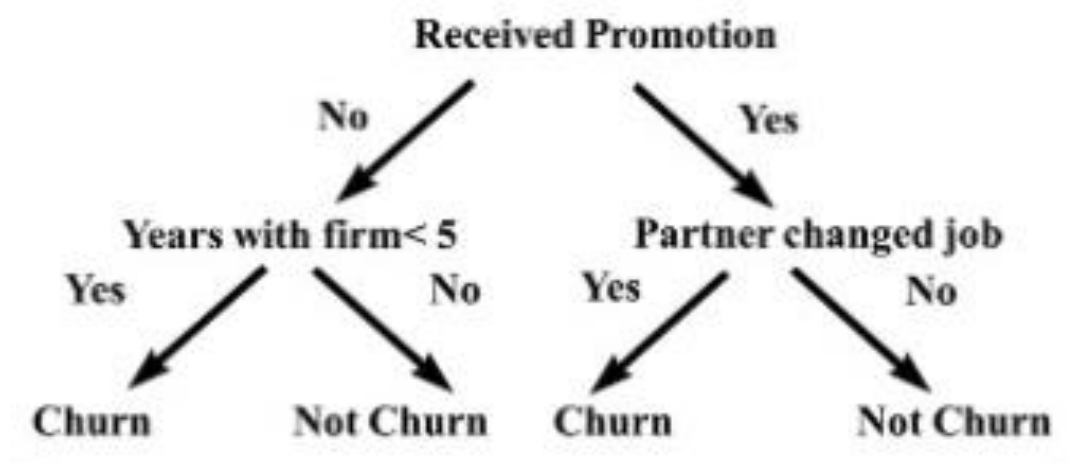 Received Promotion
No
Yes
Years with firm< 5
Partner changed job
Yes
No
Yes
No
Churn
Not Churn
Churn
Not Churn